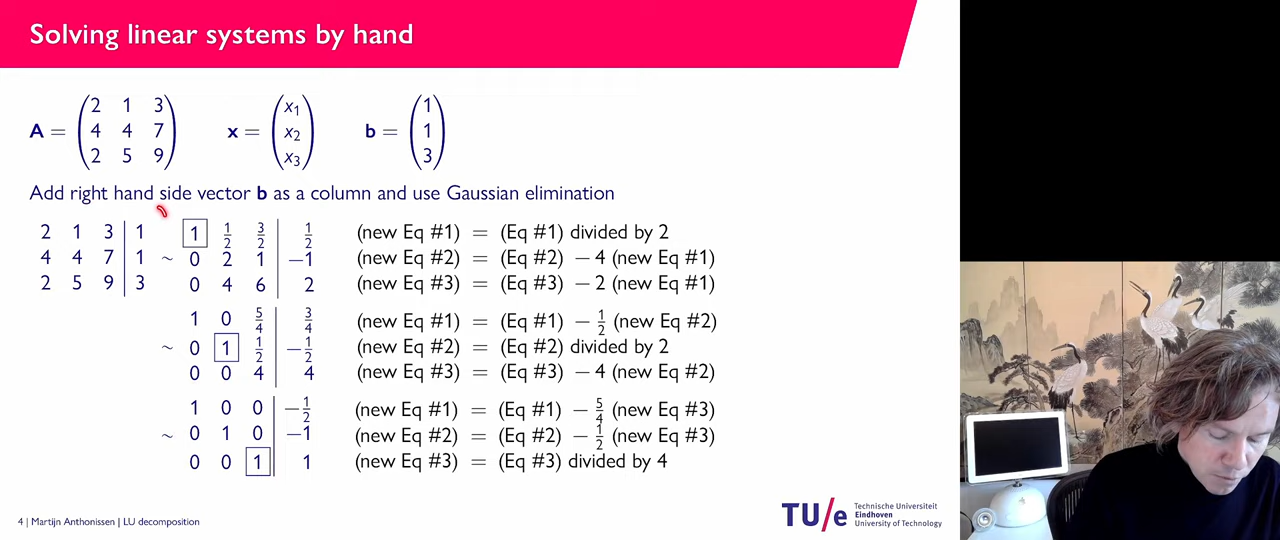 Solving linear systems by hand
A = (2 1 3; 4 4 7; 2 5 9) x = (x₁; x₂; x₃) b = (1; 1; 3)
Add right hand side vector b as a column and use Gaussian elimination
2 1 3 | 1 1 1/2 3/2 | 1/2 (new Eq #1) = (Eq #1) divided by 2
4 4 7 | 1 ~ 0 2 1 | −1 (new Eq #2) = (Eq #2) − 4 (new Eq #1)
2 5 9 | 3 0 4 6 | 2 (new Eq #3) = (Eq #3) − 2 (new Eq #1)
1 0 5/4 | 3/4 (new Eq #1) = (Eq #1) − 1/2 (new Eq #2)
~ 0 1 1/2 | −1/2 (new Eq #2) = (Eq #2) divided by 2
0 0 4 | 4 (new Eq #3) = (Eq #3) − 4 (new Eq #2)
1 0 0 | −1/2 (new Eq #1) = (Eq #1) − 5/4 (new Eq #3)
~ 0 1 0 | −1 (new Eq #2) = (Eq #2) − 1/2 (new Eq #3)
0 0 1 | 1 (new Eq #3) = (Eq #3) divided by 4
4 | Martijn Anthonissen | LU decomposition
TU/e Technische Universiteit
Eindhoven
University of Technology